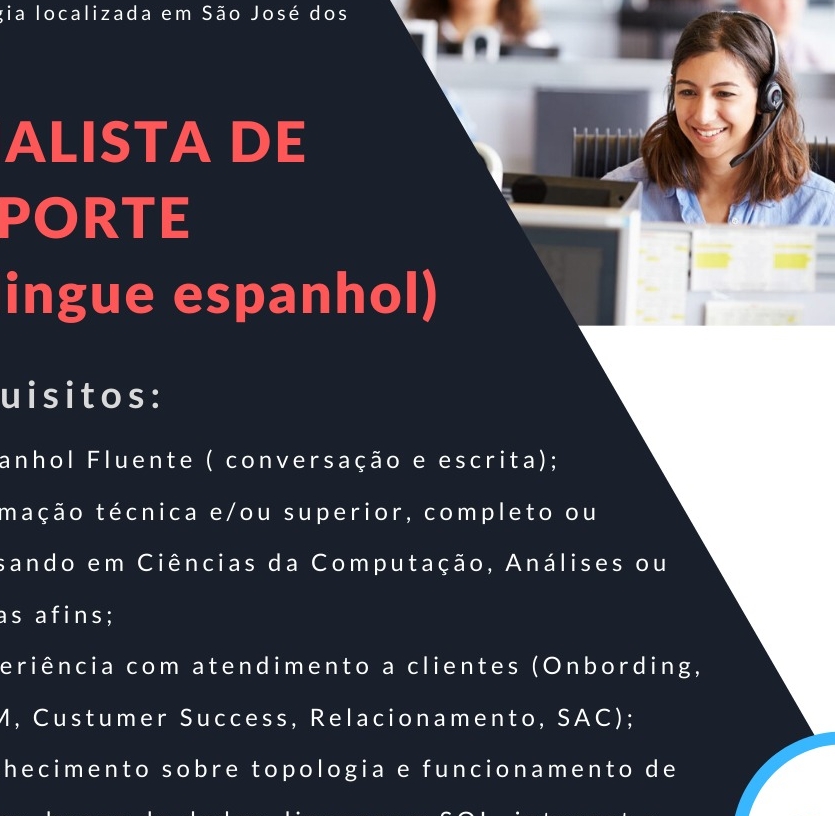 gia localizada em São José dos
ALISTA DE
PORTE
ingue espanhol)
uisitos:
anhol Fluente ( conversação e escrita);
mação técnica e/ou superior, completo ou
sando em Ciências da Computação, Análises ou
as afins;
eriência com atendimento a clientes (Onbording,
M, Custumer Success, Relacionamento, SAC);
hecimento sobre topologia e funcionamento de